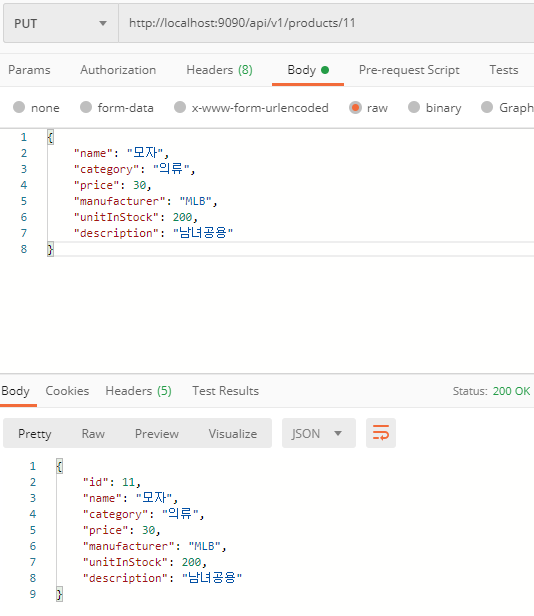 PUT http://localhost:9090/api/v1/products/11
Params Authorization Headers (8) Body Pre-request Script Tests
none form-data x-www-form-urlencoded raw binary Graph
1 {
2 "name": "모자",
3 "category": "의류",
4 "price": 30,
5 "manufacturer": "MLB",
6 "unitInStock": 200,
7 "description": "남녀공용"
8 }
Body Cookies Headers (5) Test Results Status: 200 OK
Pretty Raw Preview Visualize JSON
1 {
2 "id": 11,
3 "name": "모자",
4 "category": "의류",
5 "price": 30,
6 "manufacturer": "MLB",
7 "unitInStock": 200,
8 "description": "남녀공용"
9 }